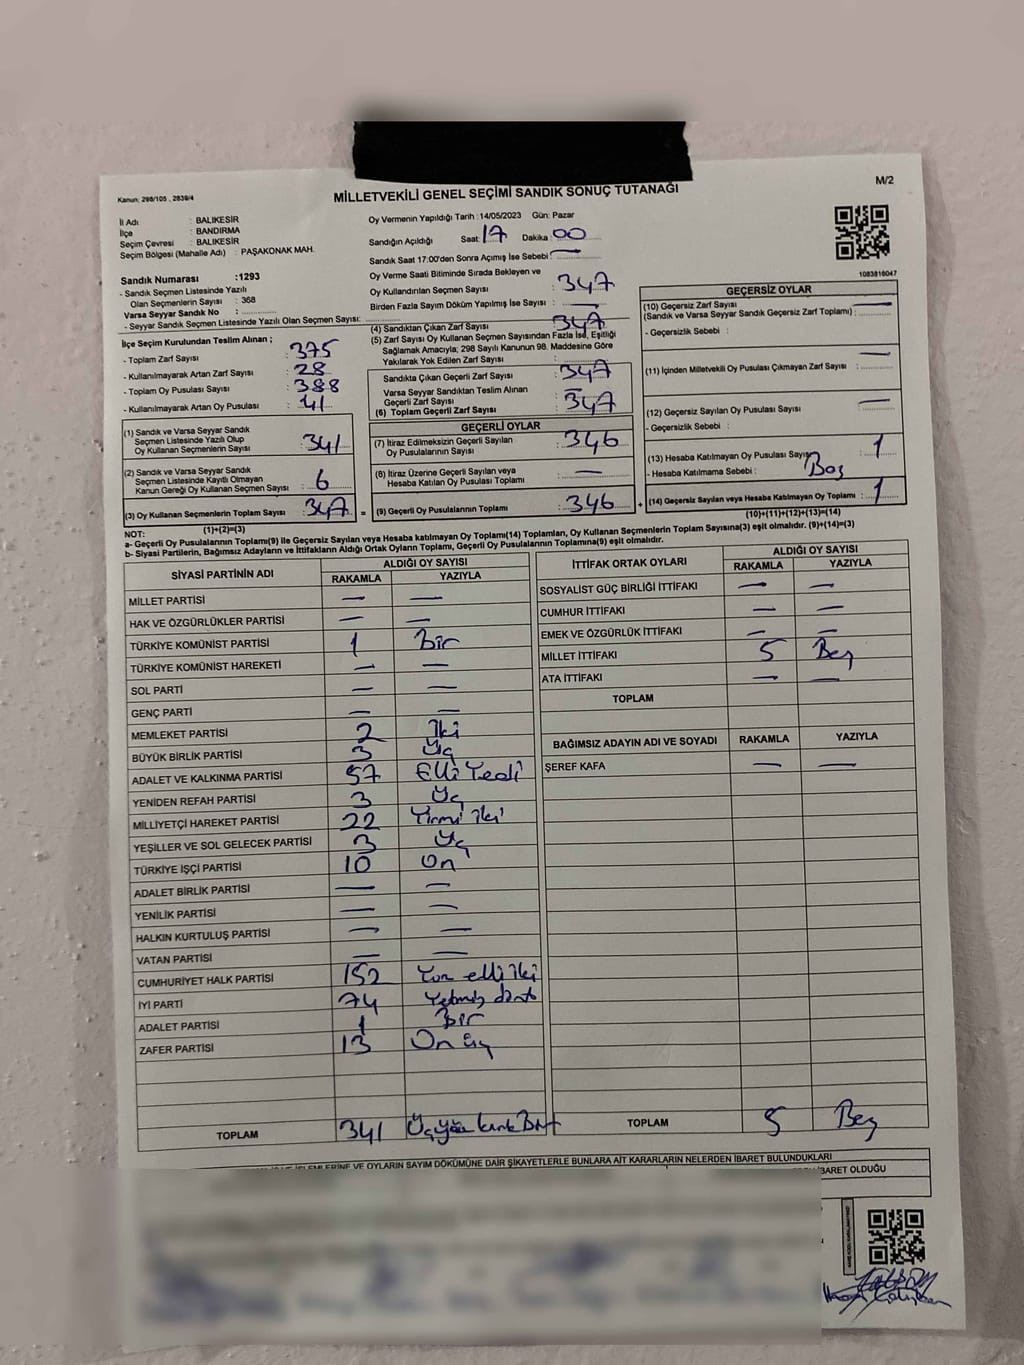 Kanun: 298/105 , 2839/4
MİLLETVEKİLİ GENEL SEÇİMİ SANDIK SONUÇ TUTANAĞI
M/2
İl Adı : BALIKESİR
İlçe : BANDIRMA
Seçim Çevresi : BALIKESİR
Seçim Bölgesi (Mahalle Adı) : PAŞAKONAK MAH.
Sandık Numarası :1293
- Sandık Seçmen Listesinde Yazılı
Olan Seçmenlerin Sayısı : 368
Varsa Seyyar Sandık No :
- Seyyar Sandık Seçmen Listesinde Yazılı Olan Seçmen Sayısı:
İlçe Seçim Kurulundan Teslim Alınan ;
- Toplam Zarf Sayısı : 375
- Kullanılmayarak Artan Zarf Sayısı : 28
- Toplam Oy Pusulası Sayısı : 388
- Kullanılmayarak Artan Oy Pusulası : 41
(1) Sandık ve Varsa Seyyar Sandık
Seçmen Listesinde Yazılı Olup
Oy Kullanan Seçmenlerin Sayısı : 341
(2) Sandık ve Varsa Seyyar Sandık
Seçmen Listesinde Kayıtlı Olmayan
Kanun Gereği Oy Kullanan Seçmen Sayısı : 6
(3) Oy Kullanan Seçmenlerin Toplam Sayısı : 347
(1)+(2)=(3)
Oy Vermenin Yapıldığı Tarih : 14/05/2023 Gün: Pazar
Sandığın Açıldığı Saat: 17 Dakika: 00
Sandık Saat 17:00'den Sonra Açımış İse Sebebi : —
Oy Verme Saati Bitiminde Sırada Bekleyen ve
Oy Kullandırılan Seçmen Sayısı : 347
Birden Fazla Sayım Döküm Yapılmış İse Sayısı : —
(4) Sandıktan Çıkan Zarf Sayısı : 347
(5) Zarf Sayısı Oy Kullanan Seçmen Sayısından Fazla İse, Eşitliği
Sağlamak Amacıyla; 298 Sayılı Kanunun 98. Maddesine Göre
Yakılarak Yok Edilen Zarf Sayısı :
Sandıkta Çıkan Geçerli Zarf Sayısı : 347
Varsa Seyyar Sandıktan Teslim Alınan
Geçerli Zarf Sayısı : —
(6) Toplam Geçerli Zarf Sayısı : 347
GEÇERLİ OYLAR
(7) İtiraz Edilmeksizin Geçerli Sayılan
Oy Pusulalarının Sayısı : 346
(8) İtiraz Üzerine Geçerli Sayılan veya
Hesaba Katılan Oy Pusulası Toplamı : —
= (9) Geçerli Oy Pusulalarının Toplamı : 346
1083816047
GEÇERSİZ OYLAR
(10) Geçersiz Zarf Sayısı —
(Sandık ve Varsa Seyyar Sandık Geçersiz Zarf Toplamı) :
- Geçersizlik Sebebi :
(11) İçinden Milletvekili Oy Pusulası Çıkmayan Zarf Sayısı : —
(12) Geçersiz Sayılan Oy Pusulası Sayısı : —
- Geçersizlik Sebebi :
(13) Hesaba Katılmayan Oy Pusulası Sayısı : 1
- Hesaba Katılmama Sebebi : Boş
+ (14) Geçersiz Sayılan veya Hesaba Katılmayan Oy Toplamı : 1
(10)+(11)+(12)+(13)=(14)
NOT:
a- Geçerli Oy Pusulalarının Toplamı(9) ile Geçersiz Sayılan veya Hesaba katılmayan Oy Toplamı(14) Toplamları, Oy Kullanan Seçmenlerin Toplam Sayısına(3) eşit olmalıdır. (9)+(14)=(3)
b- Siyasi Partilerin, Bağımsız Adayların ve İttifakların Aldığı Ortak Oyların Toplamı, Geçerli Oy Pusulalarının Toplamına(9) eşit olmalıdır.
SİYASİ PARTİNİN ADI
ALDIĞI OY SAYISI
RAKAMLA YAZIYLA
MİLLET PARTİSİ — —
HAK VE ÖZGÜRLÜKLER PARTİSİ — —
TÜRKİYE KOMÜNİST PARTİSİ 1 Bir
TÜRKİYE KOMÜNİST HAREKETİ — —
SOL PARTİ — —
GENÇ PARTİ — —
MEMLEKET PARTİSİ 2 İki
BÜYÜK BİRLİK PARTİSİ 3 Üç
ADALET VE KALKINMA PARTİSİ 57 Elli Yedi
YENİDEN REFAH PARTİSİ 3 Üç
MİLLİYETÇİ HAREKET PARTİSİ 22 Yirmi iki
YEŞİLLER VE SOL GELECEK PARTİSİ 3 Üç
TÜRKİYE İŞÇİ PARTİSİ 10 On
ADALET BİRLİK PARTİSİ — —
YENİLİK PARTİSİ — —
HALKIN KURTULUŞ PARTİSİ — —
VATAN PARTİSİ — —
CUMHURİYET HALK PARTİSİ 152 Yüz elli iki
İYİ PARTİ 74 Yetmiş dört
ADALET PARTİSİ 1 Bir
ZAFER PARTİSİ 13 On üç
TOPLAM 341 Üçyüz kırk Bir
İTTİFAK ORTAK OYLARI
ALDIĞI OY SAYISI
RAKAMLA YAZIYLA
SOSYALİST GÜÇ BİRLİĞİ İTTİFAKI — —
CUMHUR İTTİFAKI — —
EMEK VE ÖZGÜRLÜK İTTİFAKI — —
MİLLET İTTİFAKI 5 Beş
ATA İTTİFAKI — —
TOPLAM
BAĞIMSIZ ADAYIN ADI VE SOYADI RAKAMLA YAZIYLA
ŞEREF KAFA — —
TOPLAM 5 Beş
OYLARIN SAYIM DÖKÜMÜNE DAİR ŞİKAYETLERLE BUNLARA AİT KARARLARIN NELERDEN İBARET BULUNDUKLARI
İBARET OLDUĞU